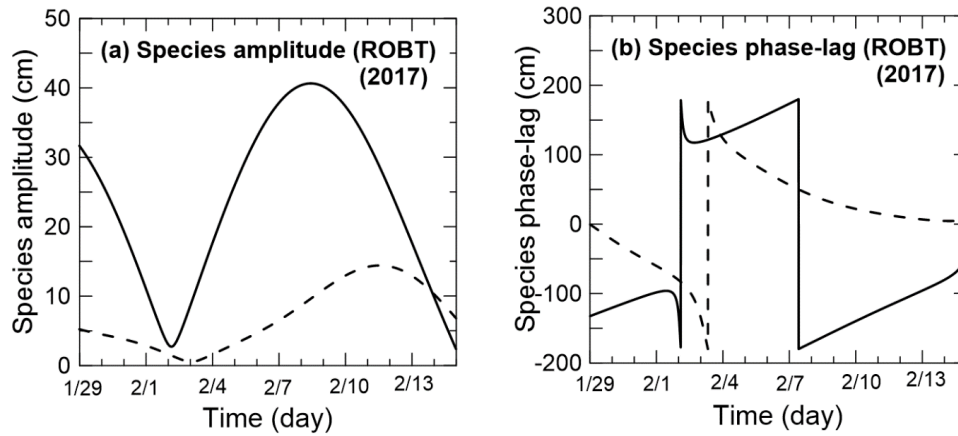 (a) Species amplitude (ROBT)
(2017)
Species amplitude (cm)
50
40
30
20
10
0
1/29 2/1 2/4 2/7 2/10 2/13
Time (day)
(b) Species phase-lag (ROBT)
(2017)
Species phase-lag (cm)
300
200
100
0
-100
-200
1/29 2/1 2/4 2/7 2/10 2/13
Time (day)